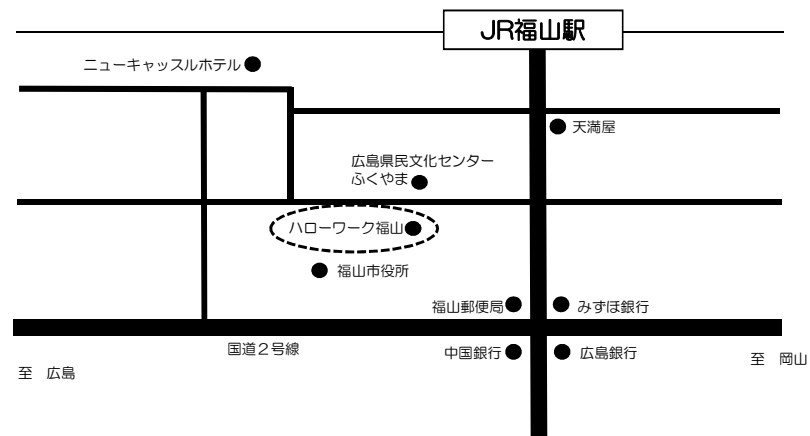 JR福山駅
ニューキャッスルホテル
天満屋
広島県民文化センター
ふくやま
ハローワーク福山
福山市役所
福山郵便局
みずほ銀行
国道２号線
中国銀行
広島銀行
至　広島
至　岡山